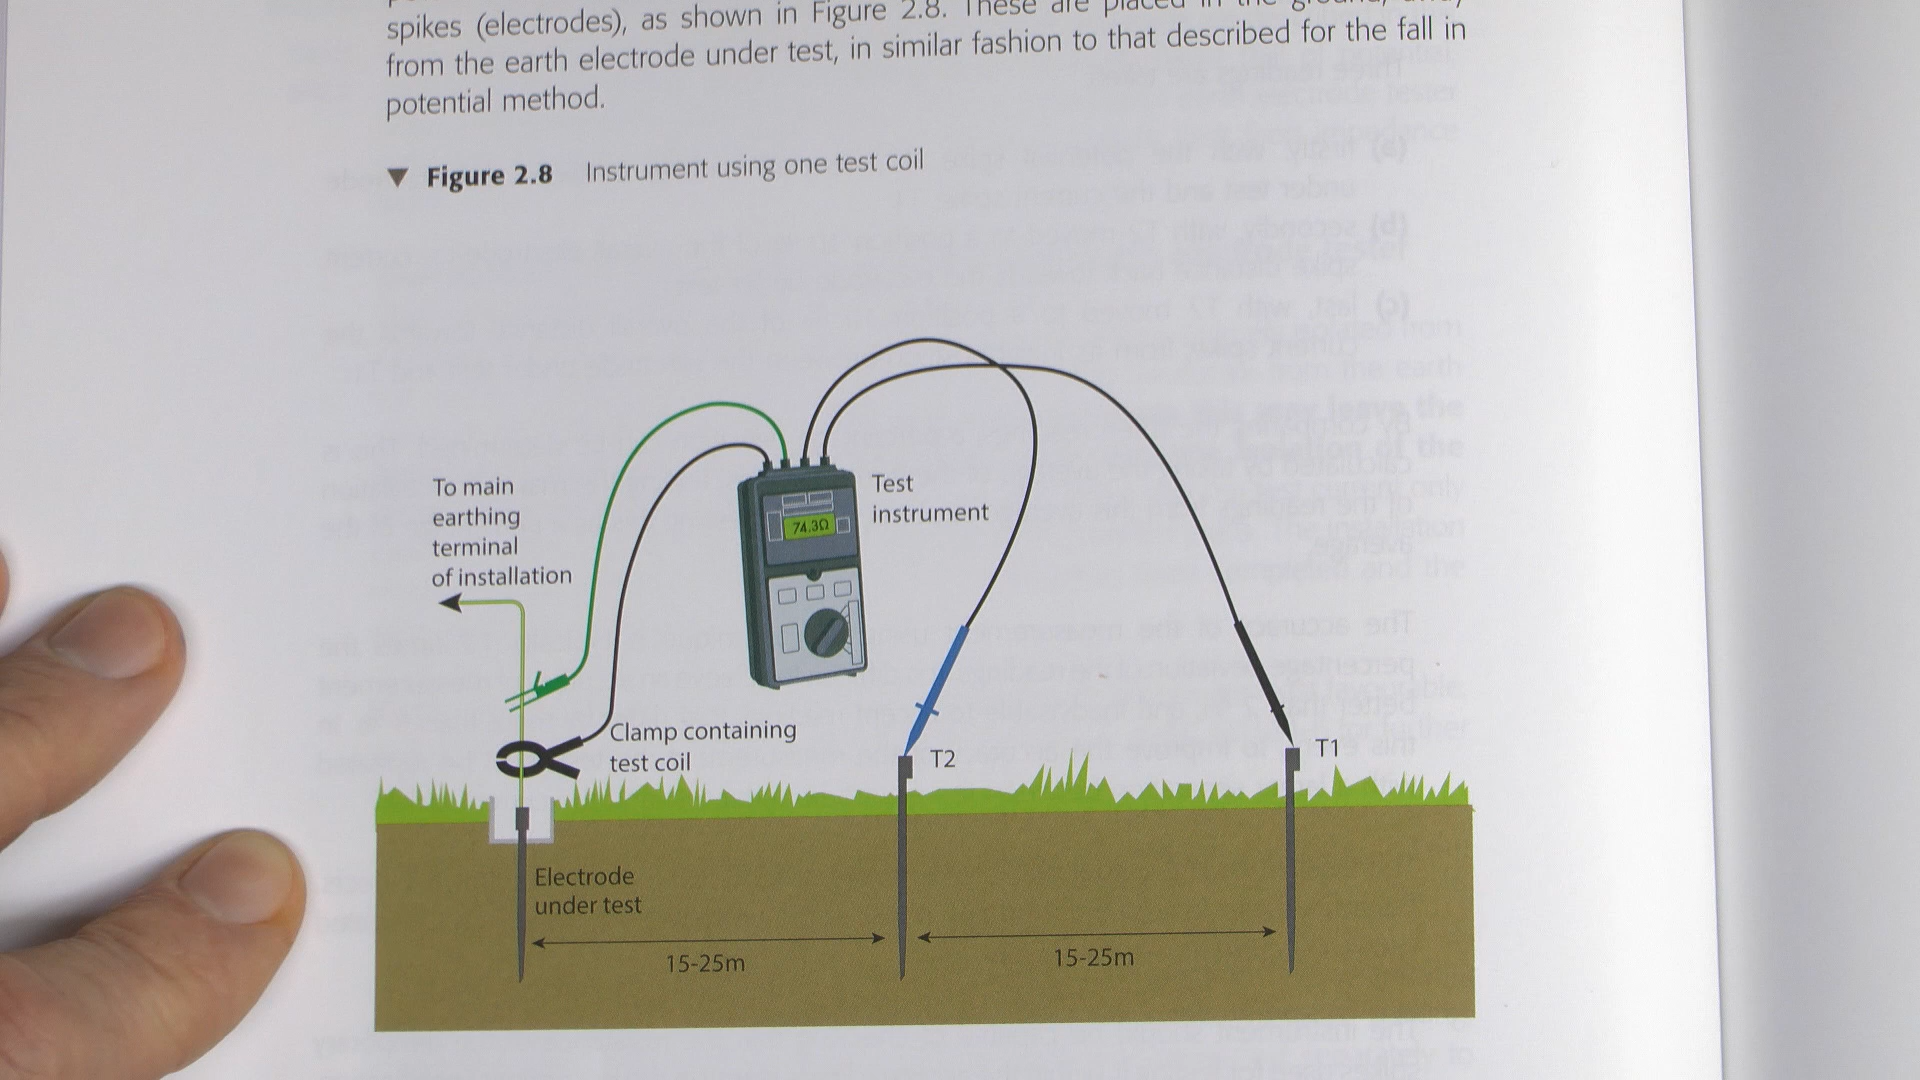 spikes (electrodes), as shown in Figure 2.8. These are placed in the ground, away
from the earth electrode under test, in similar fashion to that described for the fall in
potential method.
▼ Figure 2.8 Instrument using one test coil
To main
earthing
terminal
of installation
Test
instrument
74.3Ω
Clamp containing
test coil
T2
T1
Electrode
under test
15-25m
15-25m